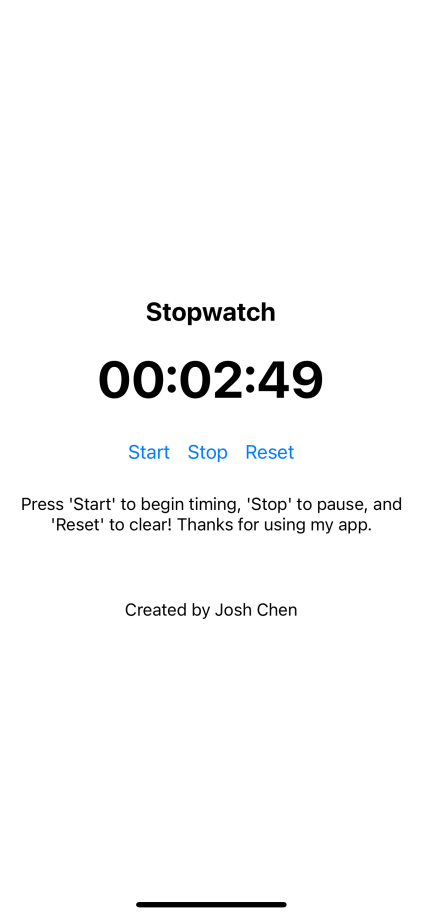 Stopwatch
00:02:49
Start Stop Reset
Press 'Start' to begin timing, 'Stop' to pause, and
'Reset' to clear! Thanks for using my app.
Created by Josh Chen